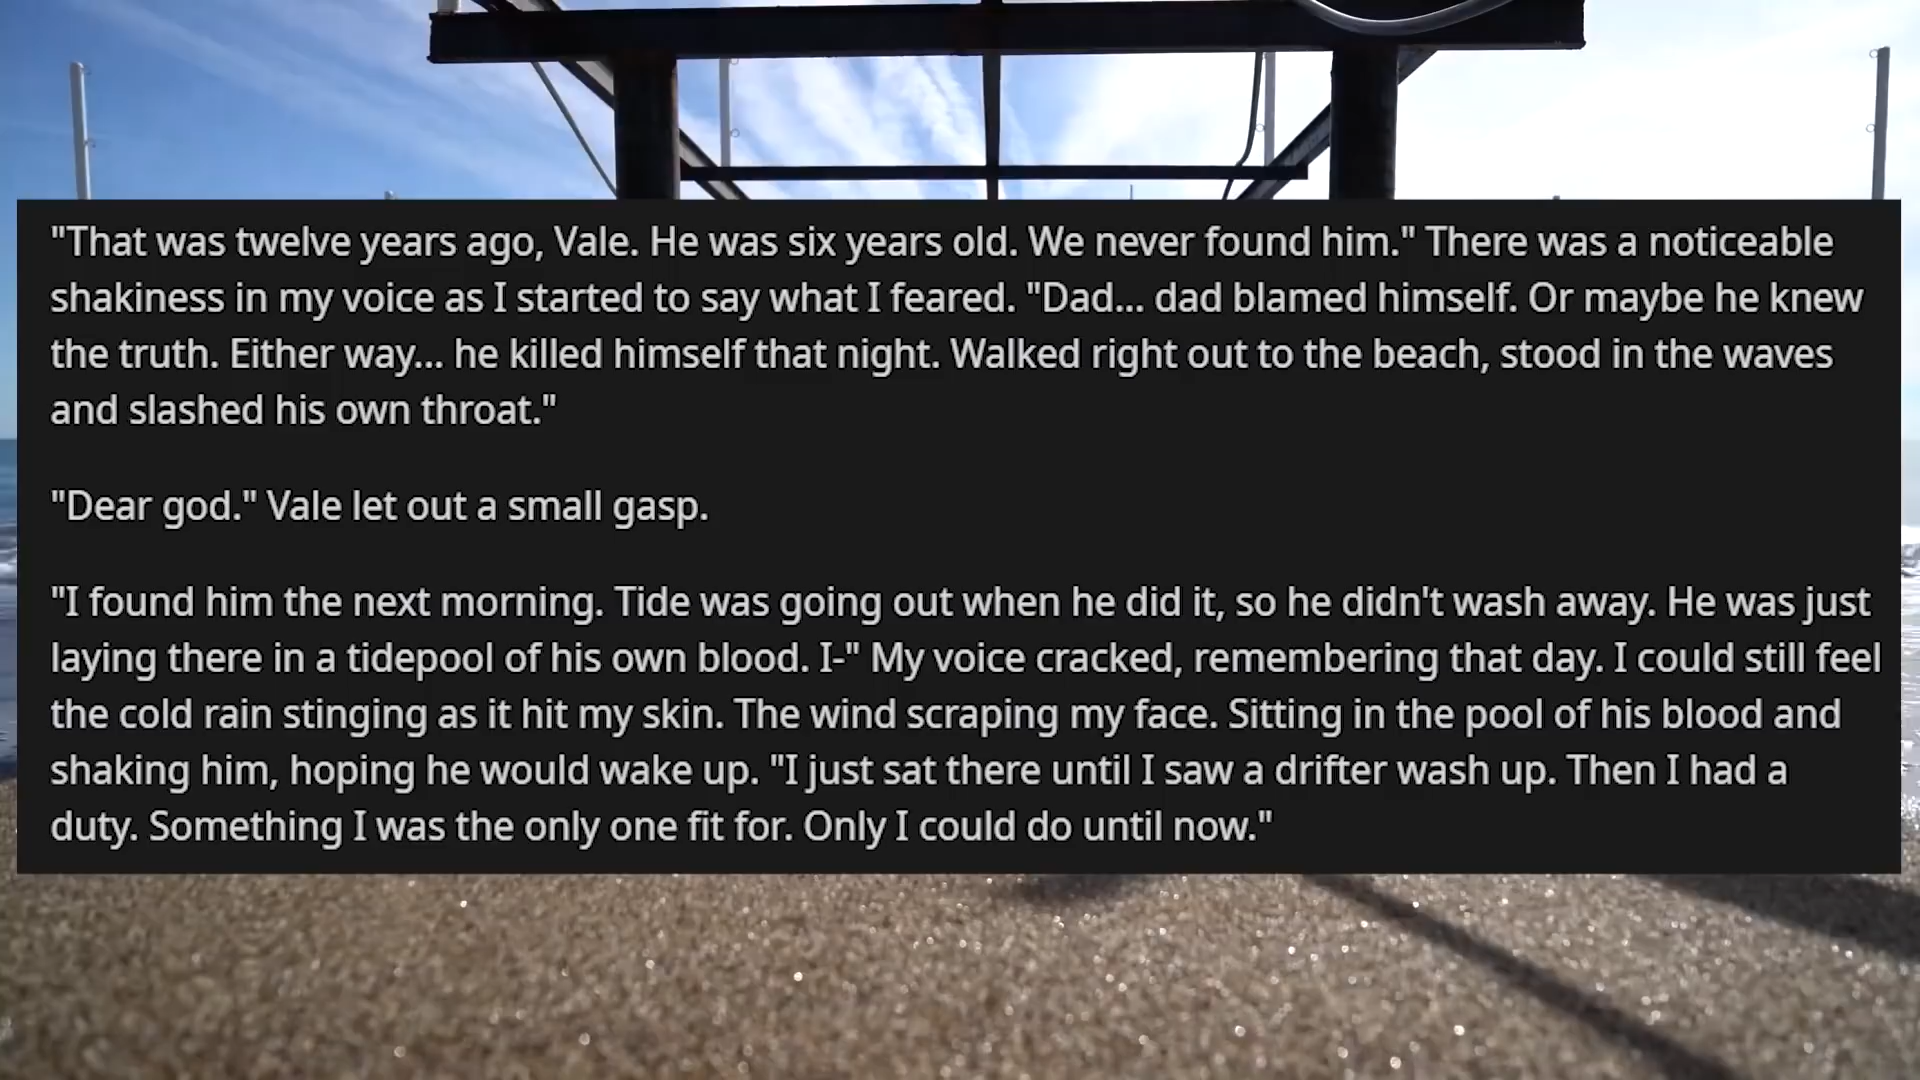 "That was twelve years ago, Vale. He was six years old. We never found him." There was a noticeable
shakiness in my voice as I started to say what I feared. "Dad... dad blamed himself. Or maybe he knew
the truth. Either way... he killed himself that night. Walked right out to the beach, stood in the waves
and slashed his own throat."
"Dear god." Vale let out a small gasp.
"I found him the next morning. Tide was going out when he did it, so he didn't wash away. He was just
laying there in a tidepool of his own blood. I-" My voice cracked, remembering that day. I could still feel
the cold rain stinging as it hit my skin. The wind scraping my face. Sitting in the pool of his blood and
shaking him, hoping he would wake up. "I just sat there until I saw a drifter wash up. Then I had a
duty. Something I was the only one fit for. Only I could do until now."